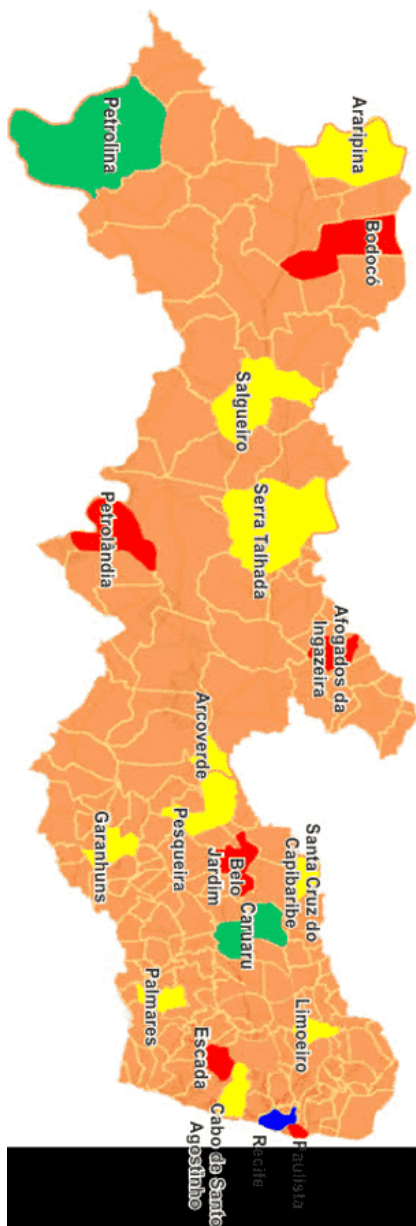 Araripina
Petrolina
Bodocó
Salgueiro
Serra Talhada
Petrolândia
Afogados da
Ingazeira
Arcoverde
Pesqueira
Garanhuns
Santa Cruz do
Capibaribe
Belo
Jardim
Caruaru
Palmares
Limoeiro
Escada
Cabo de Santo
Agostinho
Recife
Paulista